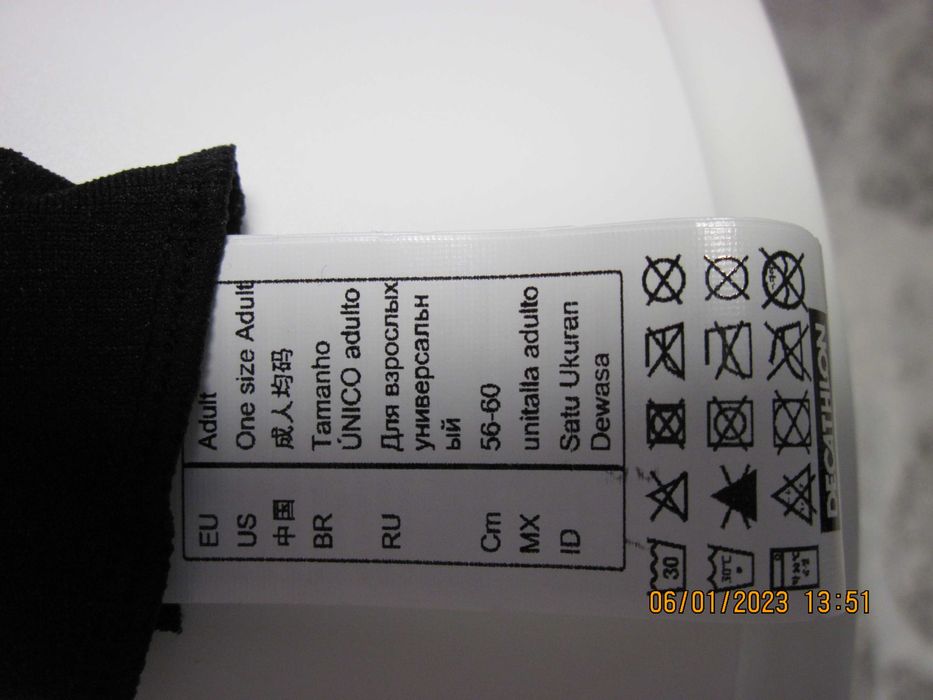 EU Adult
US One size Adult
中国 成人均码
BR Tamanho
ÚNICO adulto
RU Для взрослых
универсальн
ый
Cm 56-60
MX unitalla adulto
ID Satu Ukuran
Dewasa
30
30°C
DECATHLON
06/01/2023 13:51